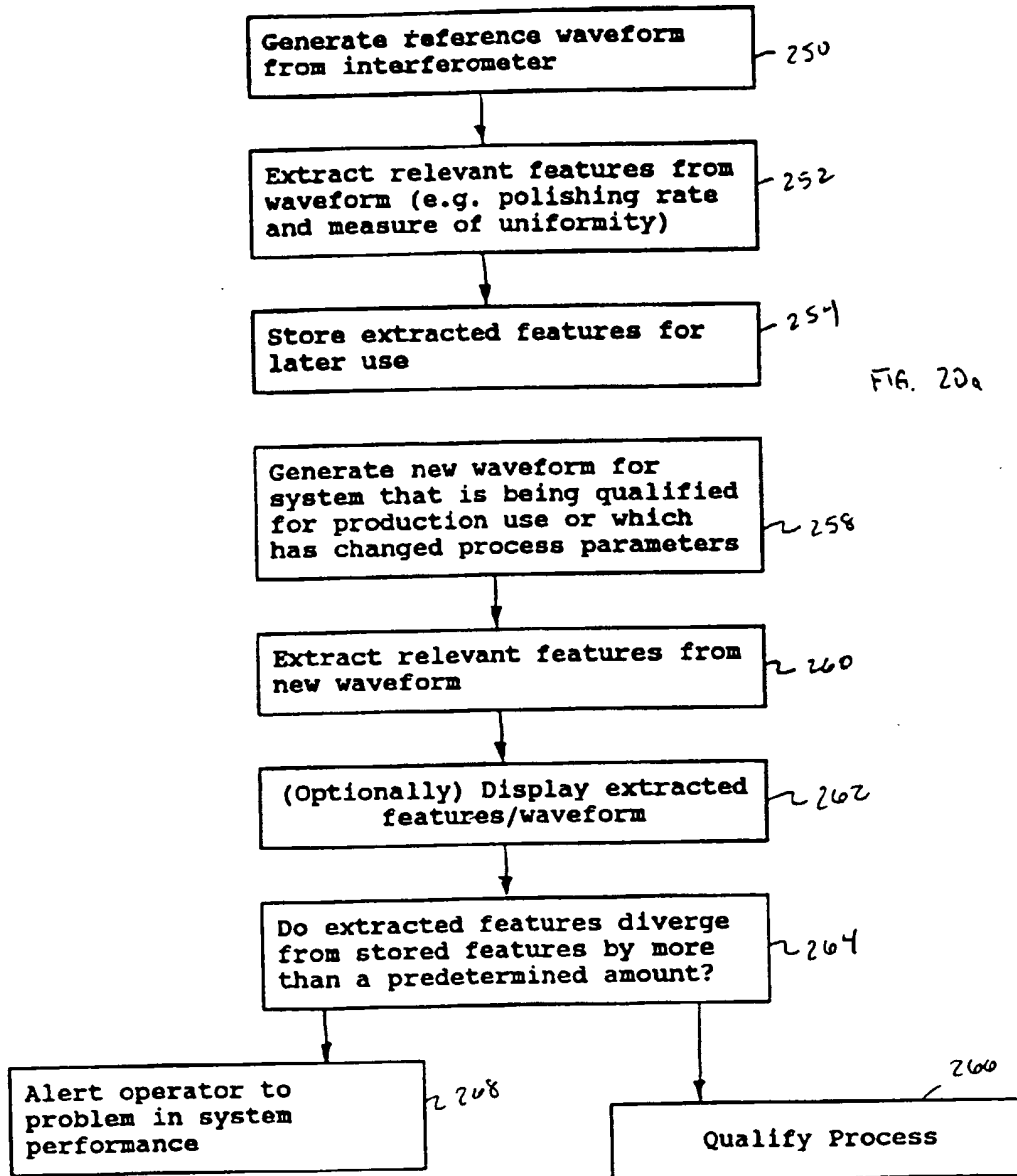 Generate reference waveform
from interferometer
250
Extract relevant features from
waveform (e.g. polishing rate
and measure of uniformity)
252
Store extracted features for
later use
254
FIG. 20a
Generate new waveform for
system that is being qualified
for production use or which
has changed process parameters
258
Extract relevant features from
new waveform
260
(Optionally) Display extracted
features/waveform
262
Do extracted features diverge
from stored features by more
than a predetermined amount?
264
Alert operator to
problem in system
performance
268
266
Qualify Process